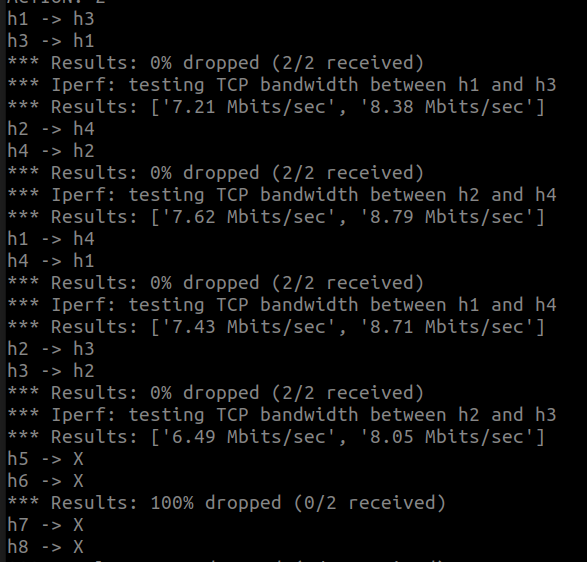 ACTION: 2
h1 -> h3
h3 -> h1
*** Results: 0% dropped (2/2 received)
*** Iperf: testing TCP bandwidth between h1 and h3
*** Results: ['7.21 Mbits/sec', '8.38 Mbits/sec']
h2 -> h4
h4 -> h2
*** Results: 0% dropped (2/2 received)
*** Iperf: testing TCP bandwidth between h2 and h4
*** Results: ['7.62 Mbits/sec', '8.79 Mbits/sec']
h1 -> h4
h4 -> h1
*** Results: 0% dropped (2/2 received)
*** Iperf: testing TCP bandwidth between h1 and h4
*** Results: ['7.43 Mbits/sec', '8.71 Mbits/sec']
h2 -> h3
h3 -> h2
*** Results: 0% dropped (2/2 received)
*** Iperf: testing TCP bandwidth between h2 and h3
*** Results: ['6.49 Mbits/sec', '8.05 Mbits/sec']
h5 -> X
h6 -> X
*** Results: 100% dropped (0/2 received)
h7 -> X
h8 -> X